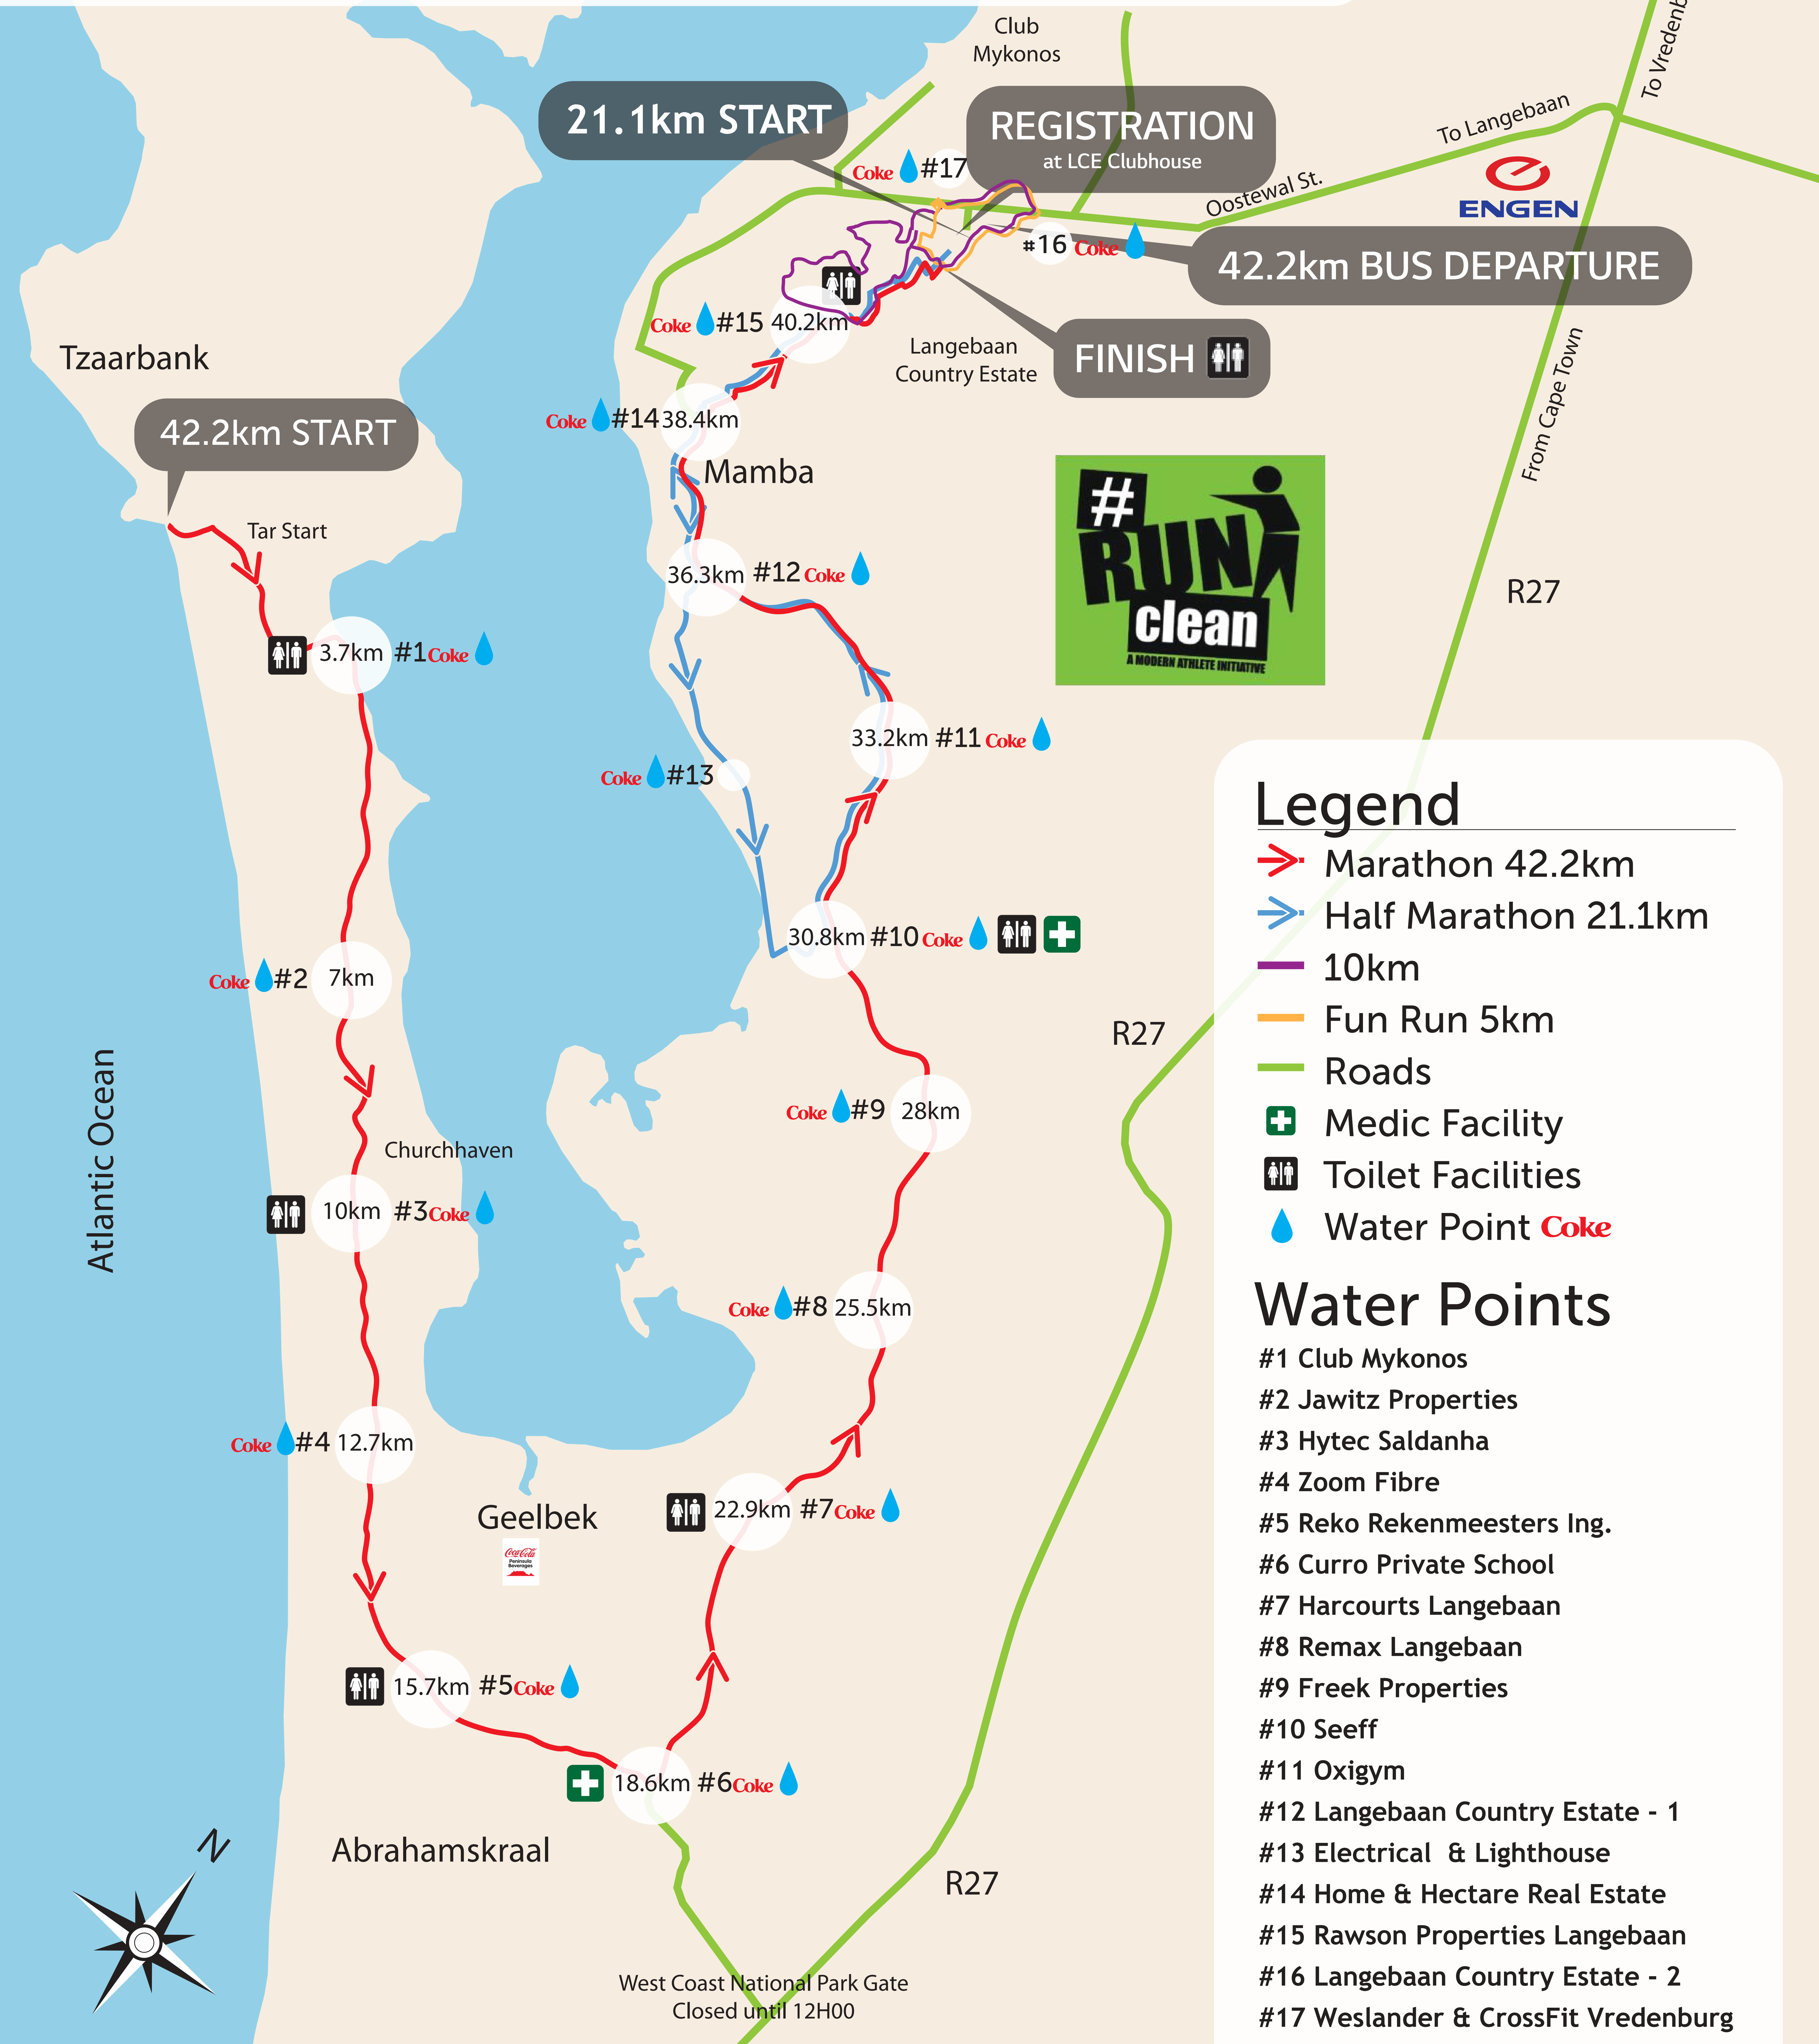 Club
Mykonos
To Vredenb
21.1km START
REGISTRATION
at LCE Clubhouse
To Langebaan
Coke #17
Oostewal St.
ENGEN
#16 Coke
42.2km BUS DEPARTURE
Coke #15 40.2km
Langebaan
Country Estate
FINISH
From Cape Town
Tzaarbank
42.2km START
Coke #14 38.4km
Mamba
Tar Start
#
RUN
clean
A MODERN ATHLETE INITIATIVE
36.3km #12 Coke
R27
3.7km #1 Coke
33.2km #11 Coke
Coke #13
30.8km #10 Coke
Coke #2 7km
R27
Atlantic Ocean
Coke #9 28km
Churchhaven
10km #3 Coke
Coke #8 25.5km
Coke #4 12.7km
Geelbek
Coca-Cola
Peninsula
Beverages
22.9km #7 Coke
15.7km #5 Coke
18.6km #6 Coke
Abrahamskraal
N
R27
West Coast National Park Gate
Closed until 12H00
Legend
Marathon 42.2km
Half Marathon 21.1km
10km
Fun Run 5km
Roads
Medic Facility
Toilet Facilities
Water Point Coke
Water Points
#1 Club Mykonos
#2 Jawitz Properties
#3 Hytec Saldanha
#4 Zoom Fibre
#5 Reko Rekenmeesters Ing.
#6 Curro Private School
#7 Harcourts Langebaan
#8 Remax Langebaan
#9 Freek Properties
#10 Seeff
#11 Oxigym
#12 Langebaan Country Estate - 1
#13 Electrical & Lighthouse
#14 Home & Hectare Real Estate
#15 Rawson Properties Langebaan
#16 Langebaan Country Estate - 2
#17 Weslander & CrossFit Vredenburg